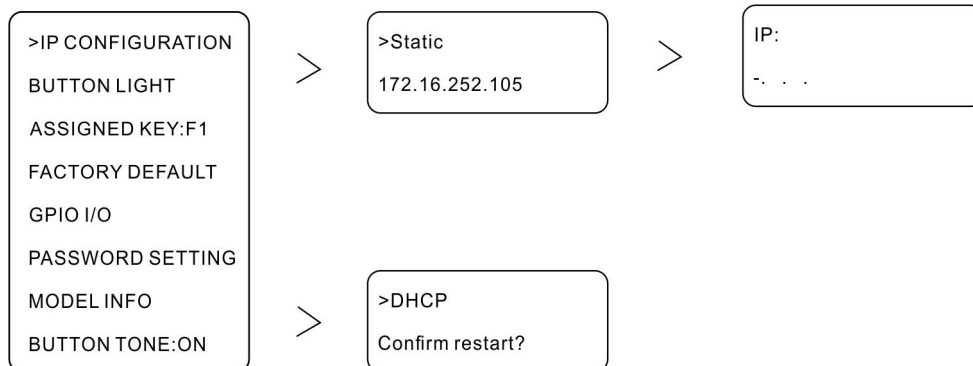 >IP CONFIGURATION
BUTTON LIGHT
ASSIGNED KEY:F1
FACTORY DEFAULT
GPIO I/O
PASSWORD SETTING
MODEL INFO
BUTTON TONE:ON
>Static
172.16.252.105
IP:
-. . .
>DHCP
Confirm restart?